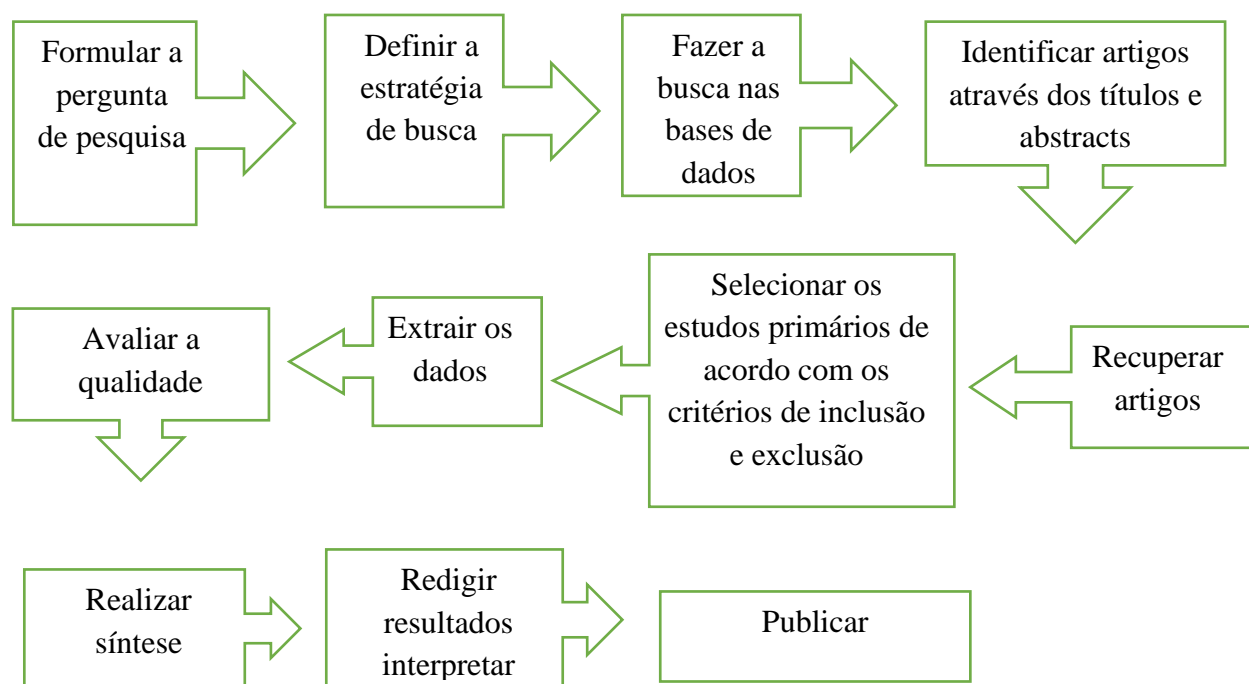 Formular a
pergunta
de pesquisa
Definir a
estratégia
de busca
Fazer a
busca nas
bases de
dados
Identificar artigos
através dos títulos e
abstracts
Recuperar
artigos
Selecionar os
estudos primários de
acordo com os
critérios de inclusão
e exclusão
Extrair os
dados
Avaliar a
qualidade
Realizar
síntese
Redigir
resultados
interpretar
Publicar